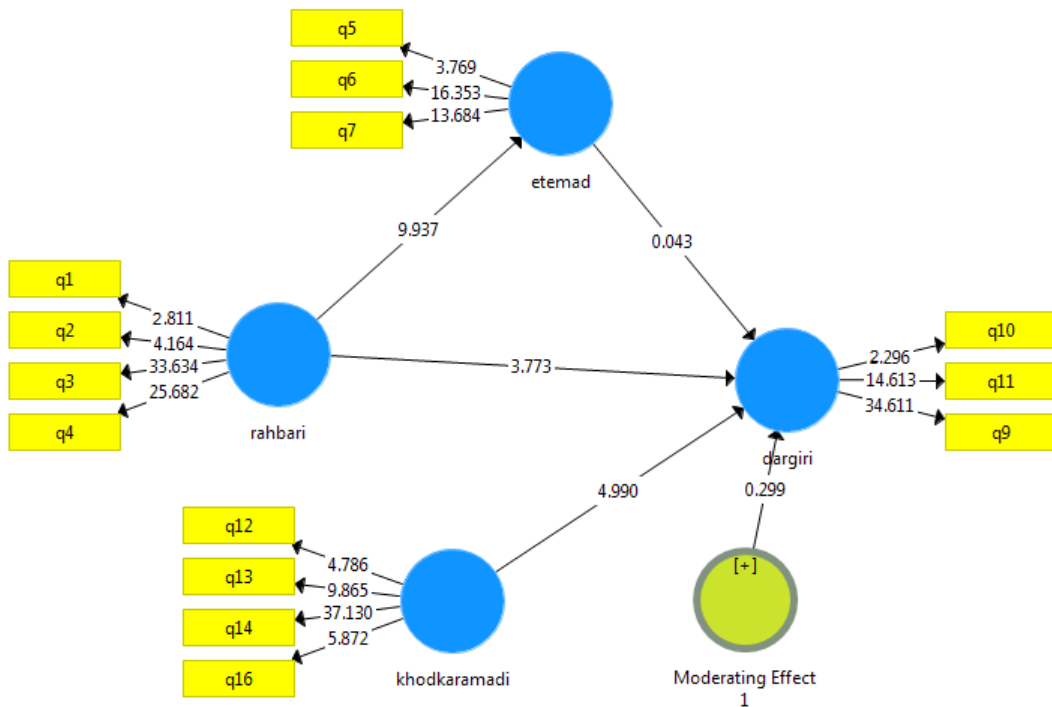 q5
q6
q7
3.769
16.353
13.684
etemad
9.937
0.043
q1
q2
q3
q4
2.811
4.164
33.634
25.682
rahbari
3.773
dargiri
2.296
14.613
34.611
q10
q11
q9
4.990
0.299
q12
q13
q14
q16
4.786
9.865
37.130
5.872
khodkaramadi
[+]
Moderating Effect
1